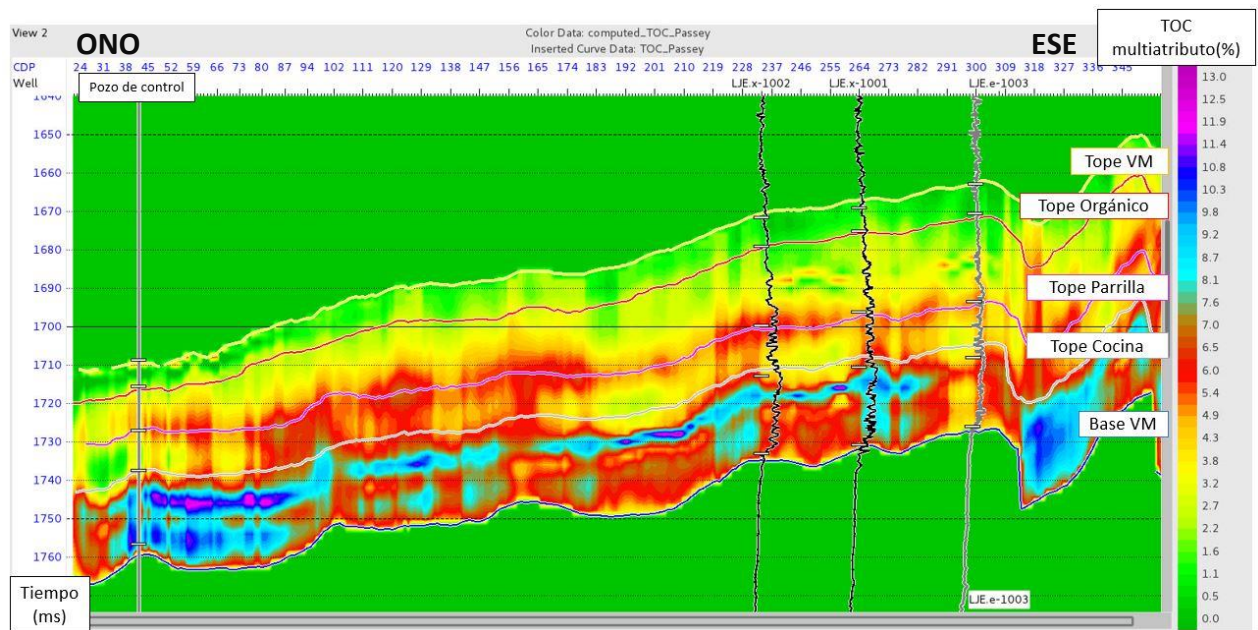 View 2
ONO
Color Data: computed_TOC_Passey
Inserted Curve Data: TOC_Passey
ESE
TOC
multiatributo(%)
CDP 24 31 38 45 52 59 66 73 80 87 94 102 111 120 129 138 147 156 165 174 183 192 201 210 219 228 237 246 255 264 273 282 291 300 309 318 327 336 345
Well
Pozo de control
LJE.x-1002
LJE.x-1001
LJE.e-1003
1640
1650
1660
1670
1680
1690
1700
1710
1720
1730
1740
1750
1760
Tope VM
Tope Orgánico
Tope Parrilla
Tope Cocina
Base VM
13.0
12.5
11.9
11.4
10.8
10.3
9.8
9.2
8.7
8.1
7.6
7.0
6.5
6.0
5.4
4.9
4.3
3.8
3.2
2.7
2.2
1.6
1.1
0.5
0.0
Tiempo
(ms)
LJE.e-1003